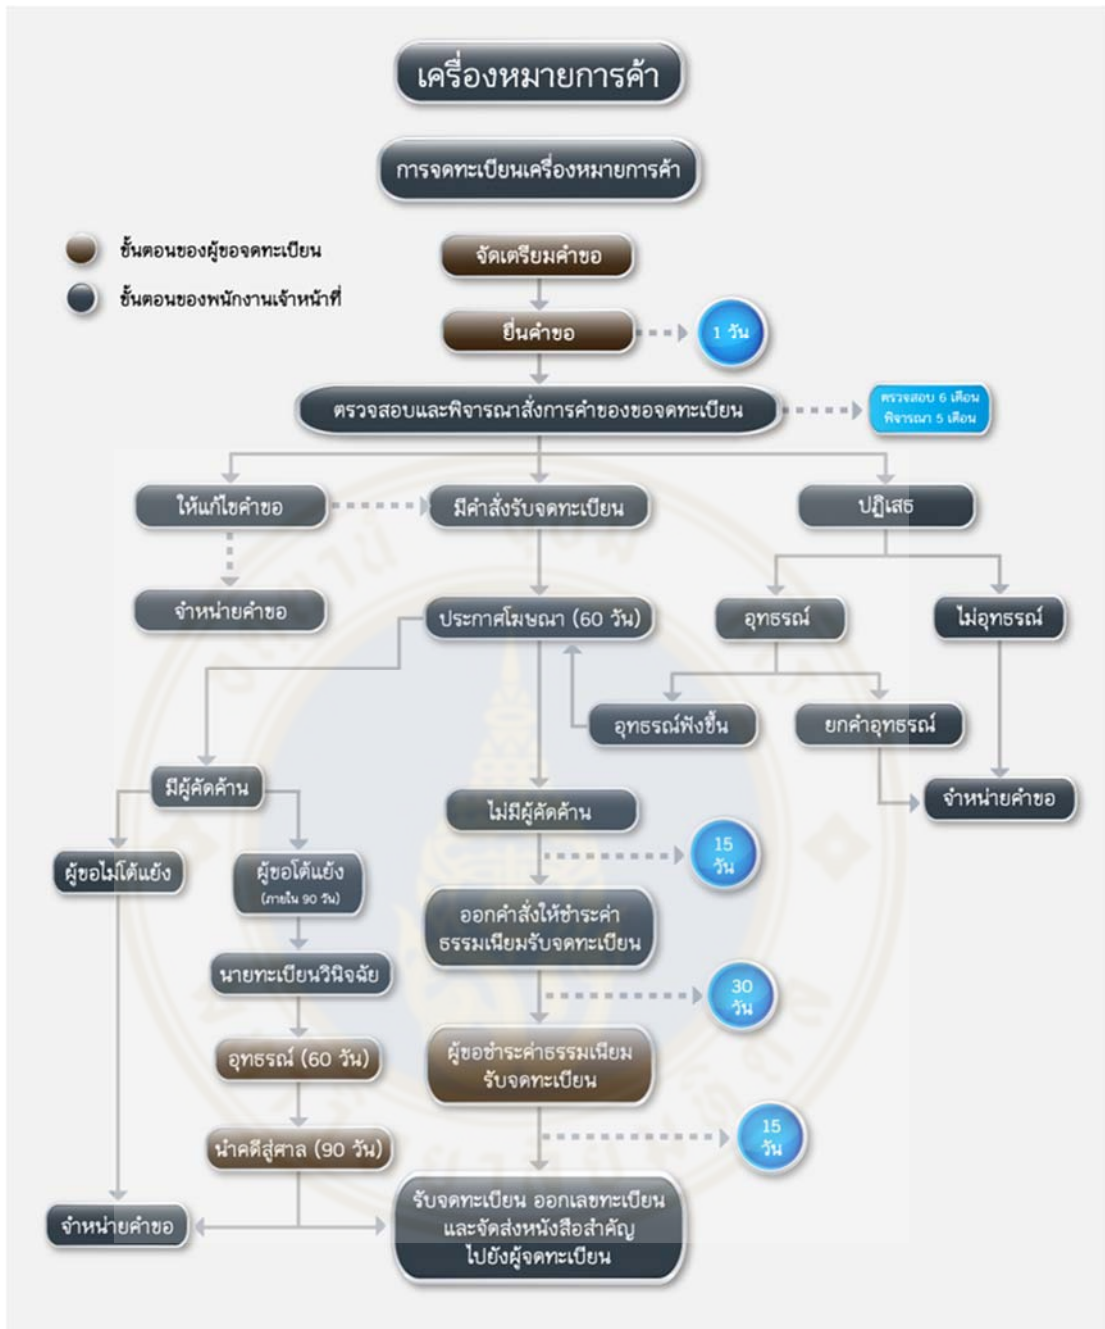 เครื่องหมายการค้า
การจดทะเบียนเครื่องหมายการค้า
ขั้นตอนของผู้ขอจดทะเบียน
ขั้นตอนของพนักงานเจ้าหน้าที่
จัดเตรียมคำขอ
ยื่นคำขอ
1 วัน
ตรวจสอบและพิจารณาสั่งการคำของขอจดทะเบียน
ตรวจสอบ 6 เดือน
พิจารณา 5 เดือน
ให้แก้ไขคำขอ
มีคำสั่งรับจดทะเบียน
ปฏิเสธ
จำหน่ายคำขอ
ประกาศโฆษณา (60 วัน)
อุทธรณ์
ไม่อุทธรณ์
อุทธรณ์ฟังขึ้น
ยกคำอุทธรณ์
มีผู้คัดค้าน
ไม่มีผู้คัดค้าน
จำหน่ายคำขอ
15
วัน
ผู้ขอไม่โต้แย้ง
ผู้ขอโต้แย้ง
(ภายใน 90 วัน)
ออกคำสั่งให้ชำระค่า
ธรรมเนียมรับจดทะเบียน
นายทะเบียนวินิจฉัย
30
วัน
อุทธรณ์ (60 วัน)
ผู้ขอชำระค่าธรรมเนียม
รับจดทะเบียน
15
วัน
นำคดีสู่ศาล (90 วัน)
จำหน่ายคำขอ
รับจดทะเบียน ออกเลขทะเบียน
และจัดส่งหนังสือสำคัญ
ไปยังผู้จดทะเบียน